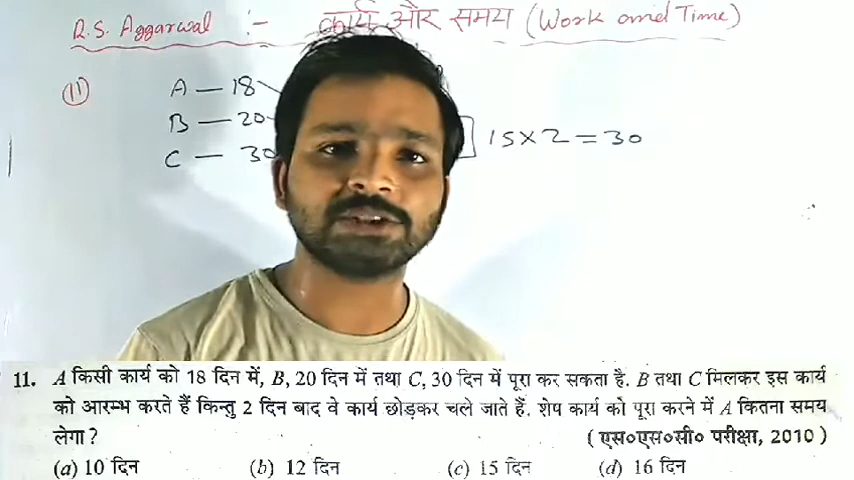 R.S. Aggarwal :- कार्य और समय (Work and Time)
(11) A — 18
B — 20
C — 30
] 15 × 2 = 30
11. A किसी कार्य को 18 दिन में, B, 20 दिन में तथा C, 30 दिन में पूरा कर सकता है. B तथा C मिलकर इस कार्य
को आरम्भ करते हैं किन्तु 2 दिन बाद वे कार्य छोड़कर चले जाते हैं. शेष कार्य को पूरा करने में A कितना समय
लेगा? (एस०एस०सी० परीक्षा, 2010)
(a) 10 दिन (b) 12 दिन (c) 15 दिन (d) 16 दिन